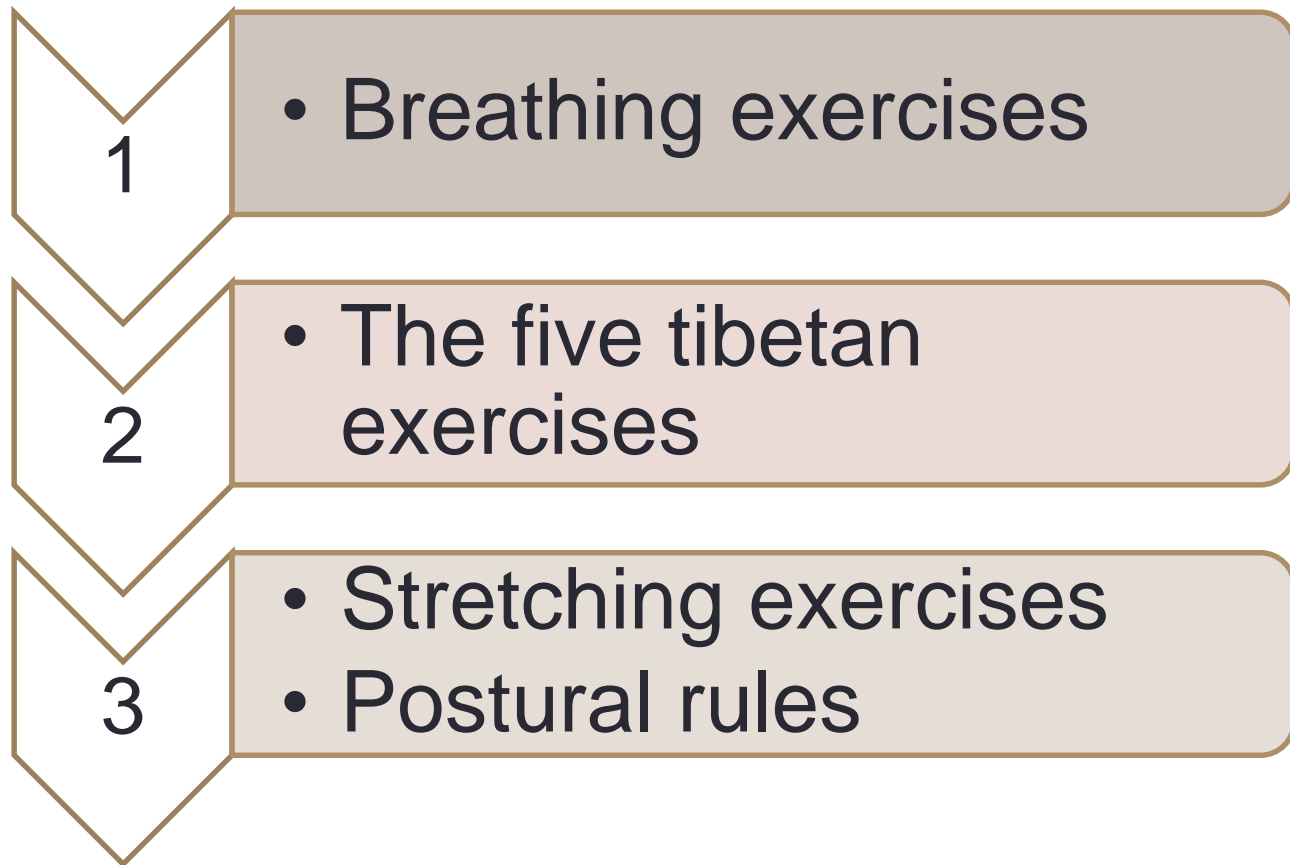 1
• Breathing exercises
2
• The five tibetan
exercises
3
• Stretching exercises
• Postural rules